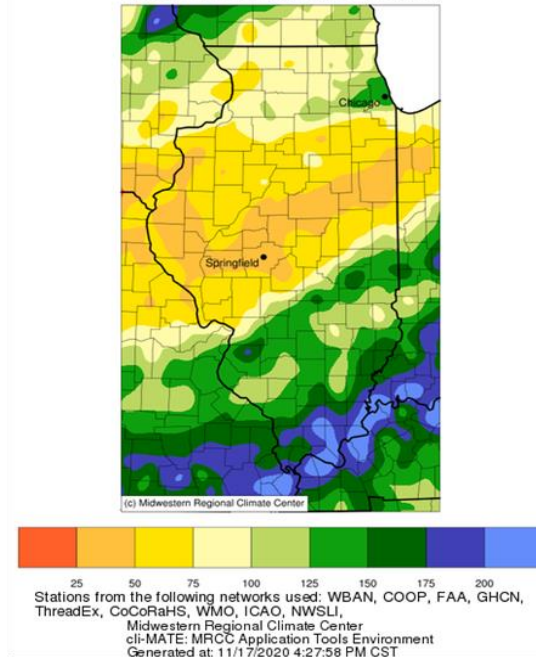 Chicago
Springfield
(c) Midwestern Regional Climate Center
25 50 75 100 125 150 175 200
Stations from the following networks used: WBAN, COOP, FAA, GHCN,
ThreadEx, CoCoRaHS, WMO, ICAO, NWSLI,
Midwestern Regional Climate Center
cli-MATE: MRCC Application Tools Environment
Generated at: 11/17/2020 4:27:58 PM CST